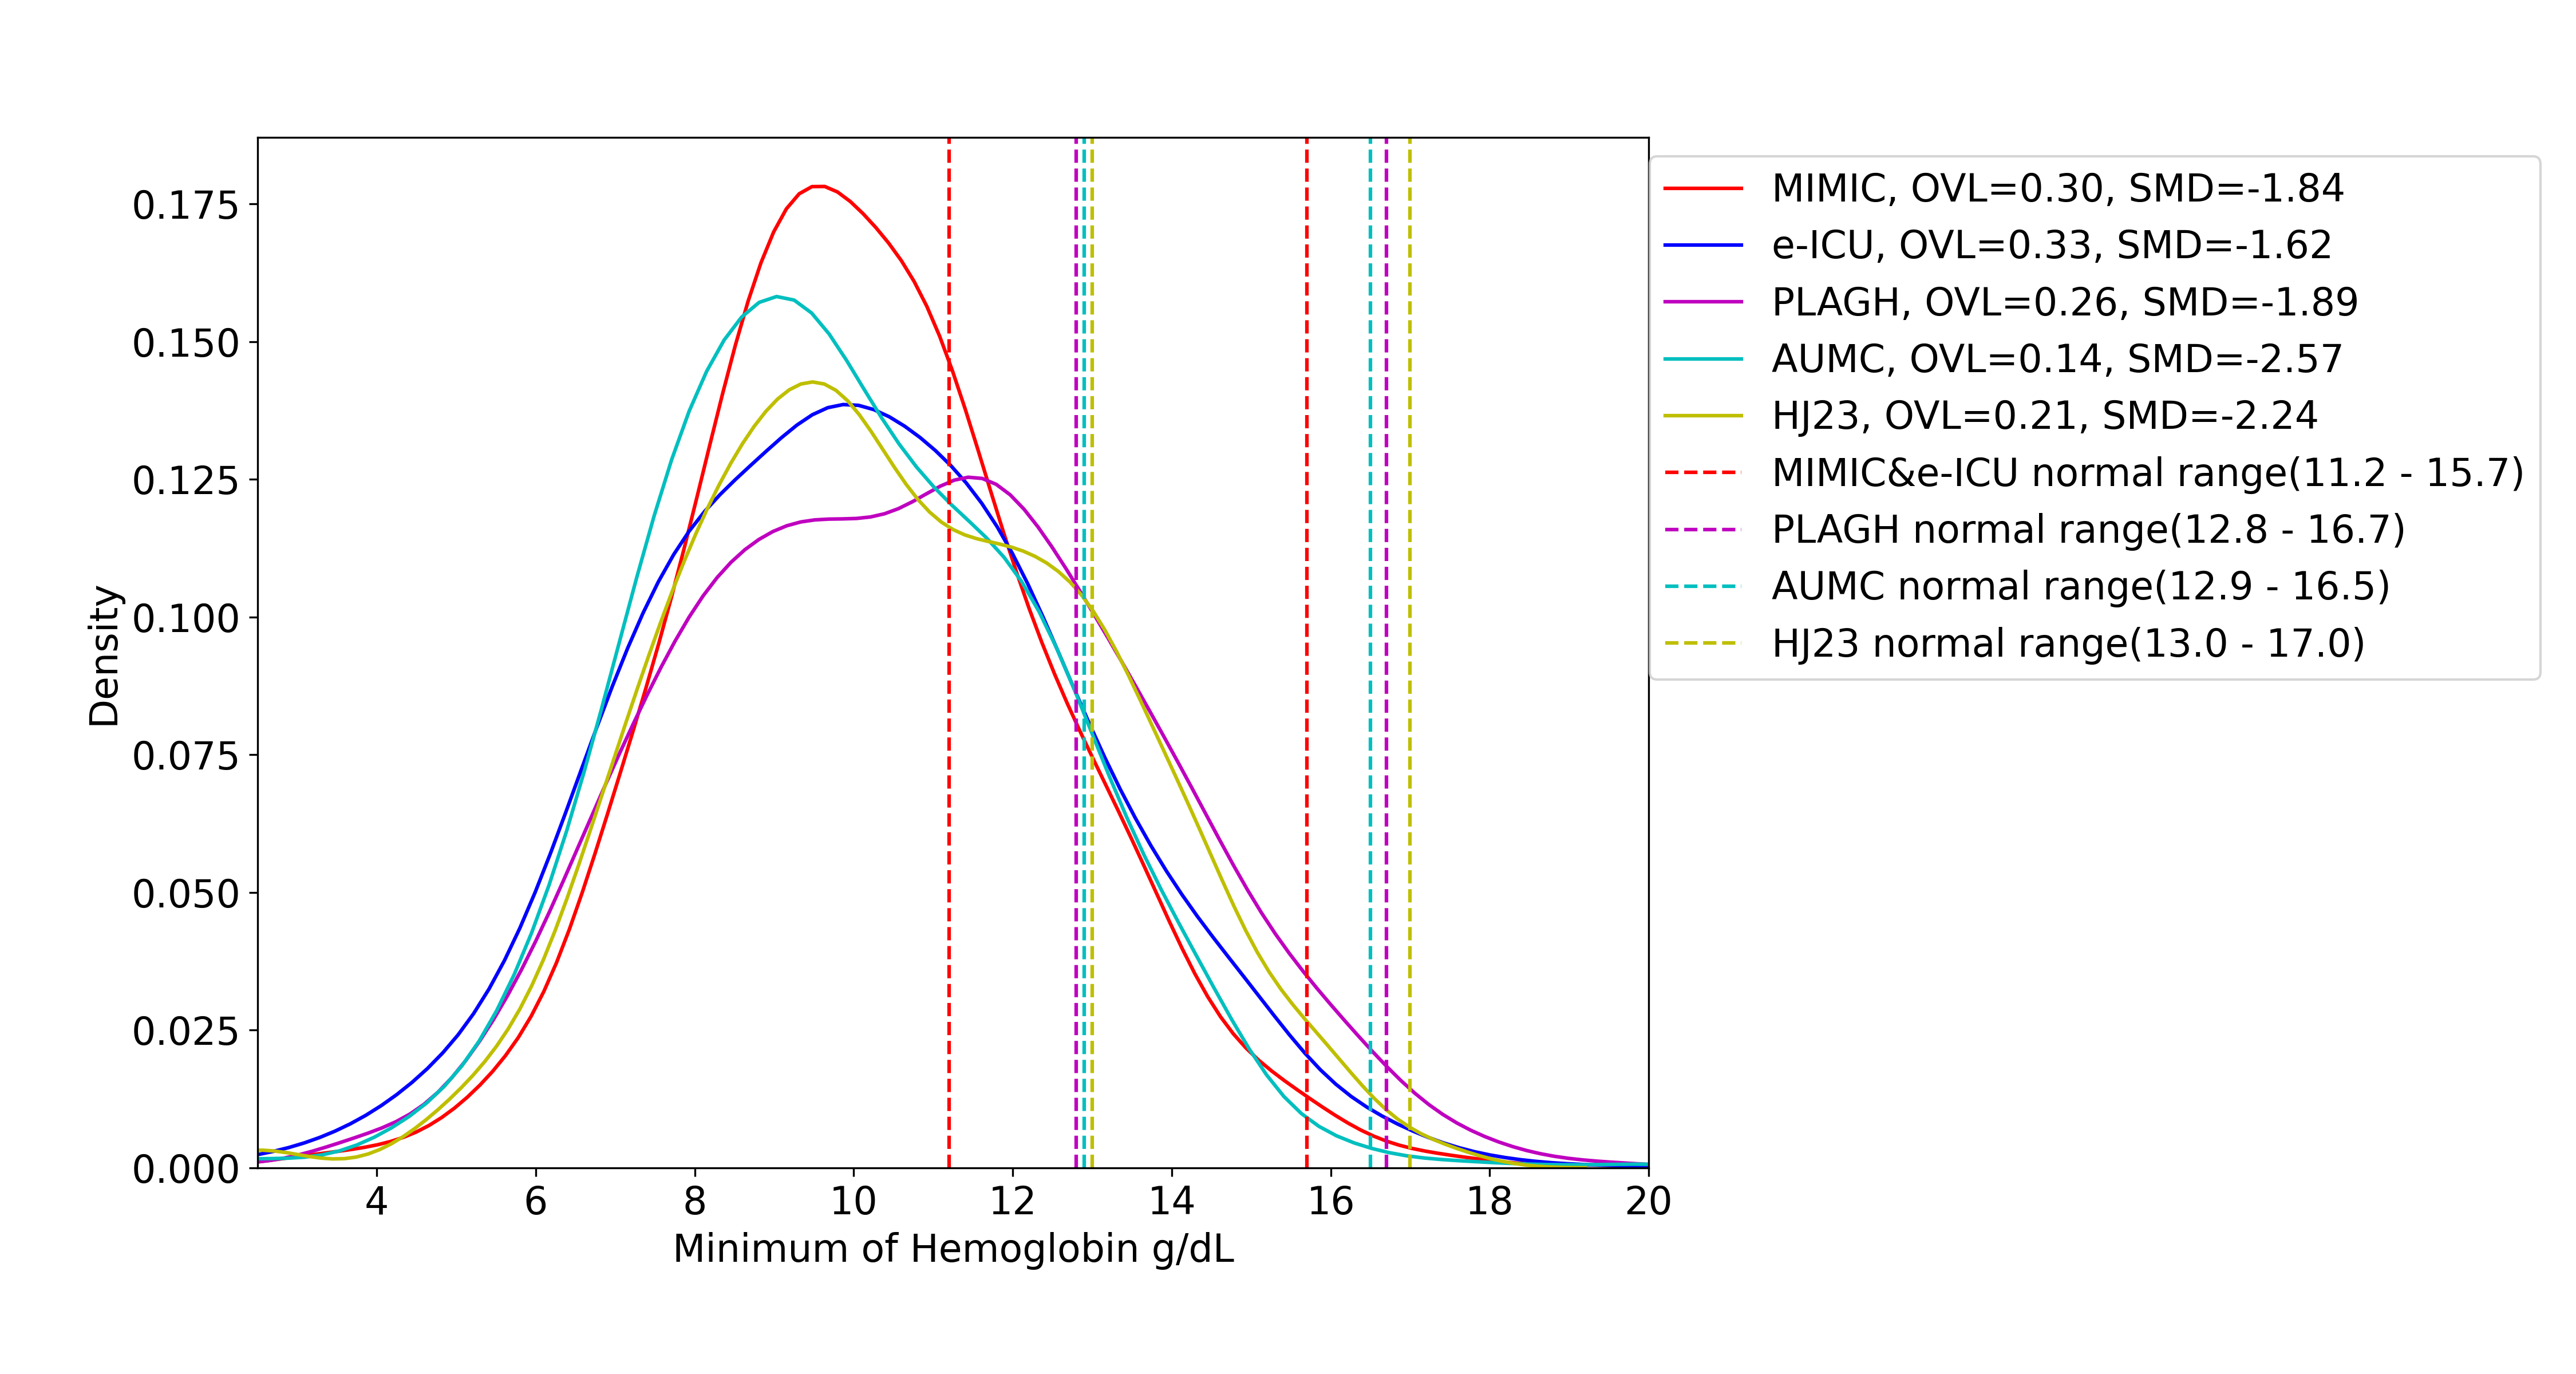 0.175
0.150
0.125
0.100
0.075
0.050
0.025
0.000
Density
4 6 8 10 12 14 16 18 20
Minimum of Hemoglobin g/dL
MIMIC, OVL=0.30, SMD=-1.84
e-ICU, OVL=0.33, SMD=-1.62
PLAGH, OVL=0.26, SMD=-1.89
AUMC, OVL=0.14, SMD=-2.57
HJ23, OVL=0.21, SMD=-2.24
MIMIC&e-ICU normal range(11.2 - 15.7)
PLAGH normal range(12.8 - 16.7)
AUMC normal range(12.9 - 16.5)
HJ23 normal range(13.0 - 17.0)